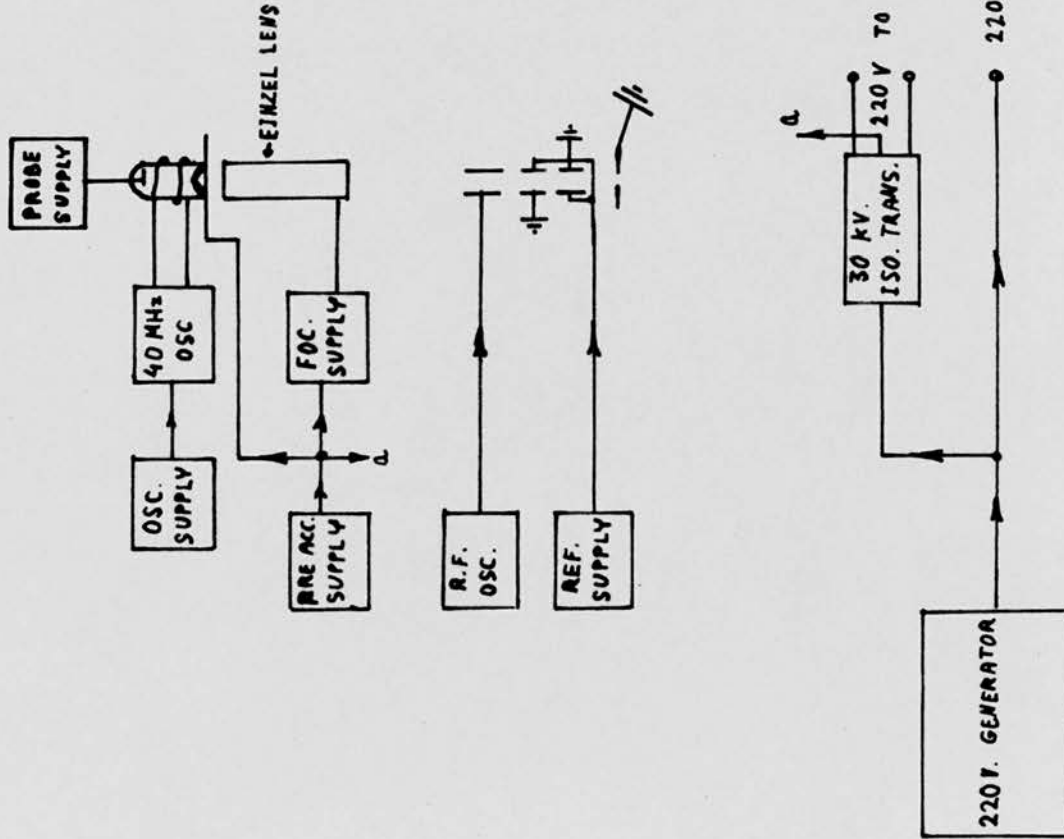 PROBE
SUPPLY
←EINZEL LENS
40 MHz
OSC
OSC.
SUPPLY
FOC.
SUPPLY
PRE ACC.
SUPPLY
a
R.F.
OSC.
REF.
SUPPLY
a
220 V TO
30 KV.
ISO. TRANS.
220
220 V. GENERATOR